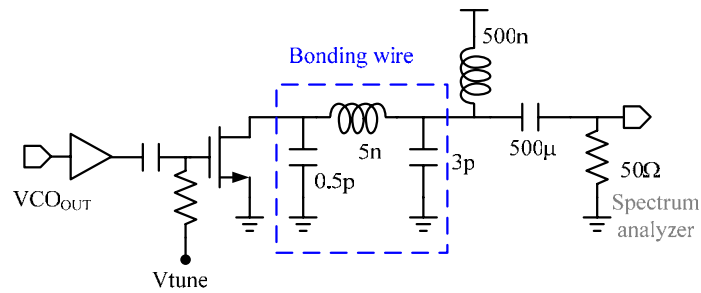 500n
Bonding wire
5n
500μ
0.5p
3p
50Ω
VCO_OUT
Spectrum
analyzer
Vtune